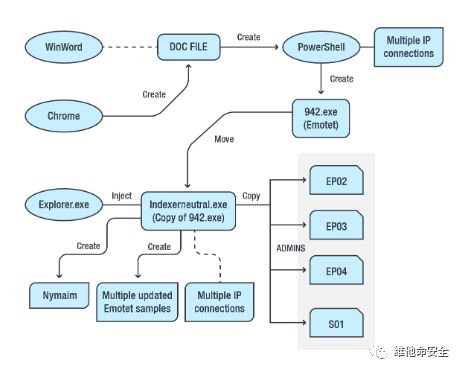 WinWord
DOC FILE
Create
PowerShell
Multiple IP
connections
Create
Chrome
Create
942.exe
(Emotet)
Move
Explorer.exe
Inject
Indexerneutral.exe
(Copy of 942.exe)
Copy
EP02
EP03
ADMINS
EP04
S01
Create
Create
Nymaim
Multiple updated
Emotet samples
Multiple IP
connections
维他命安全